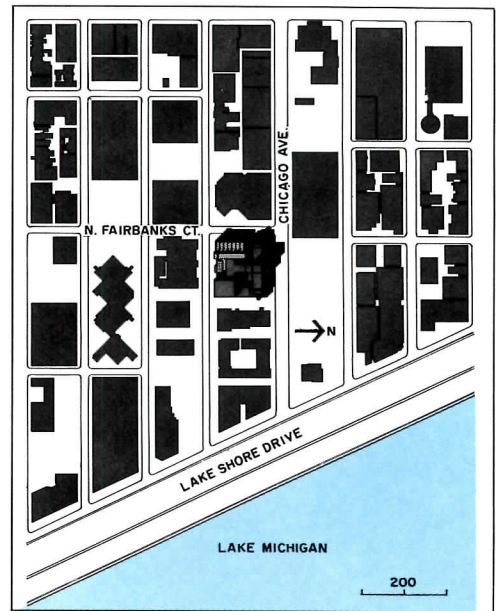 CHICAGO AVE.
N. FAIRBANKS CT.
N
LAKE SHORE DRIVE
LAKE MICHIGAN
200